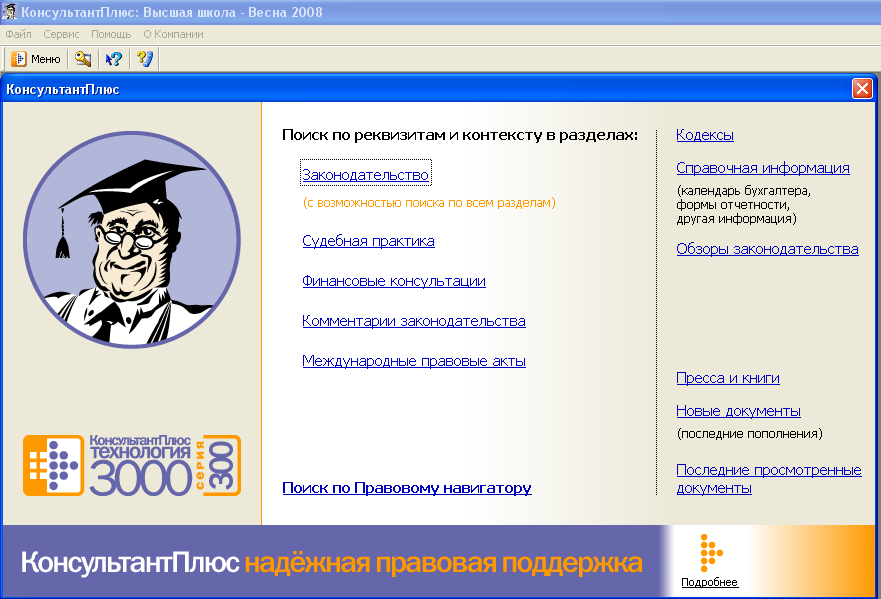 КонсультантПлюс: Высшая школа - Весна 2008
Файл Сервис Помощь О Компании
Меню
КонсультантПлюс
Поиск по реквизитам и контексту в разделах:
Законодательство
(с возможностью поиска по всем разделам)
Судебная практика
Финансовые консультации
Комментарии законодательства
Международные правовые акты
Поиск по Правовому навигатору
Кодексы
Справочная информация
(календарь бухгалтера,
формы отчетности,
другая информация)
Обзоры законодательства
Пресса и книги
Новые документы
(последние пополнения)
Последние просмотренные
документы
КонсультантПлюс
технология
3000
серия
300
КонсультантПлюс надёжная правовая поддержка
Подробнее